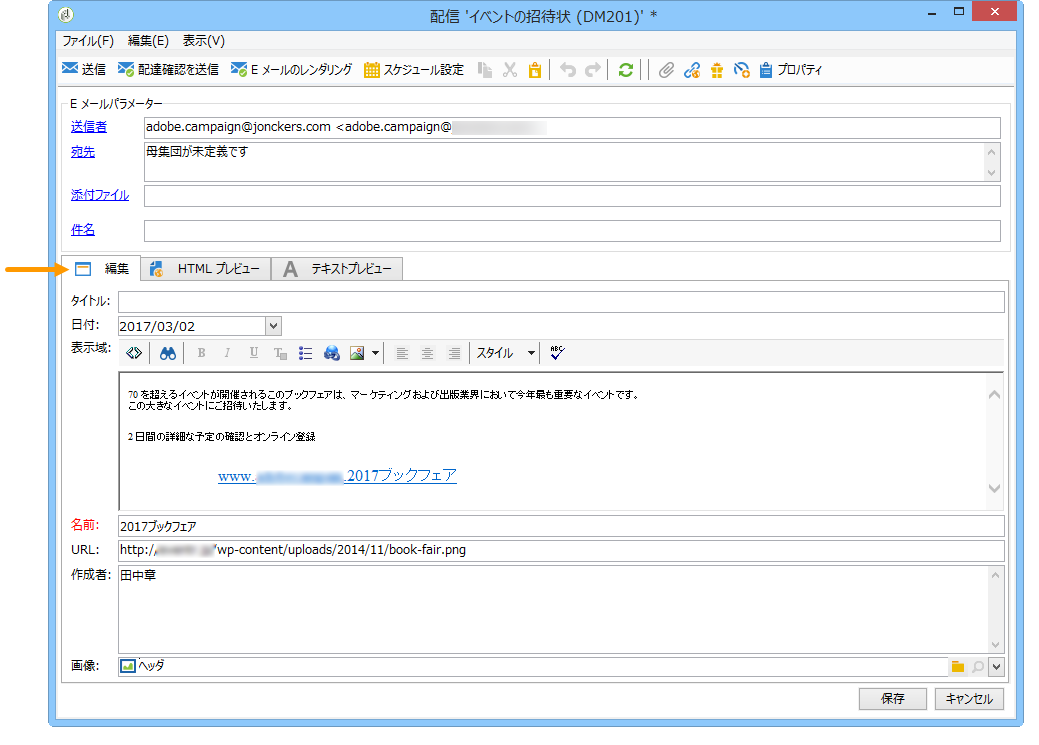 配信 'イベントの招待状 (DM201)' *
ファイル(F) 編集(E) 表示(V)
送信 配達確認を送信 E メールのレンダリング スケジュール設定 プロパティ
E メールパラメーター
送信者 adobe.campaign@jonckers.com <adobe.campaign@
宛先 母集団が未定義です
添付ファイル
件名
編集 HTML プレビュー A テキストプレビュー
タイトル:
日付: 2017/03/02
表示域: B I U T スタイル ABC
70 を超えるイベントが開催されるこのブックフェアは、マーケティングおよび出版業界において今年最も重要なイベントです。
この大きなイベントにご招待いたします。
2 日間の詳細な予定の確認とオンライン登録
www. .2017ブックフェア
名前: 2017ブックフェア
URL: http:/ /wp-content/uploads/2014/11/book-fair.png
作成者: 田中章
画像: ヘッダ
保存 キャンセル